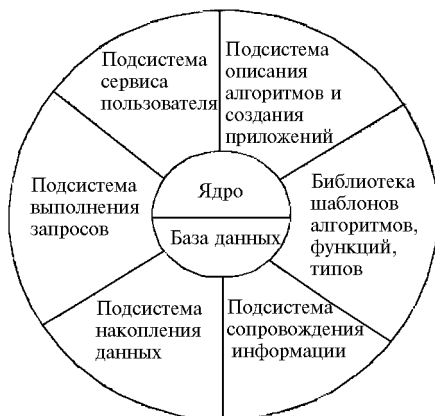 Подсистема
сервиса
пользователя
Подсистема
описания
алгоритмов и
создания
приложений
Подсистема
выполнения
запросов
Ядро
База данных
Библиотека
шаблонов
алгоритмов,
функций,
типов
Подсистема
накопления
данных
Подсистема
сопровождения
информации